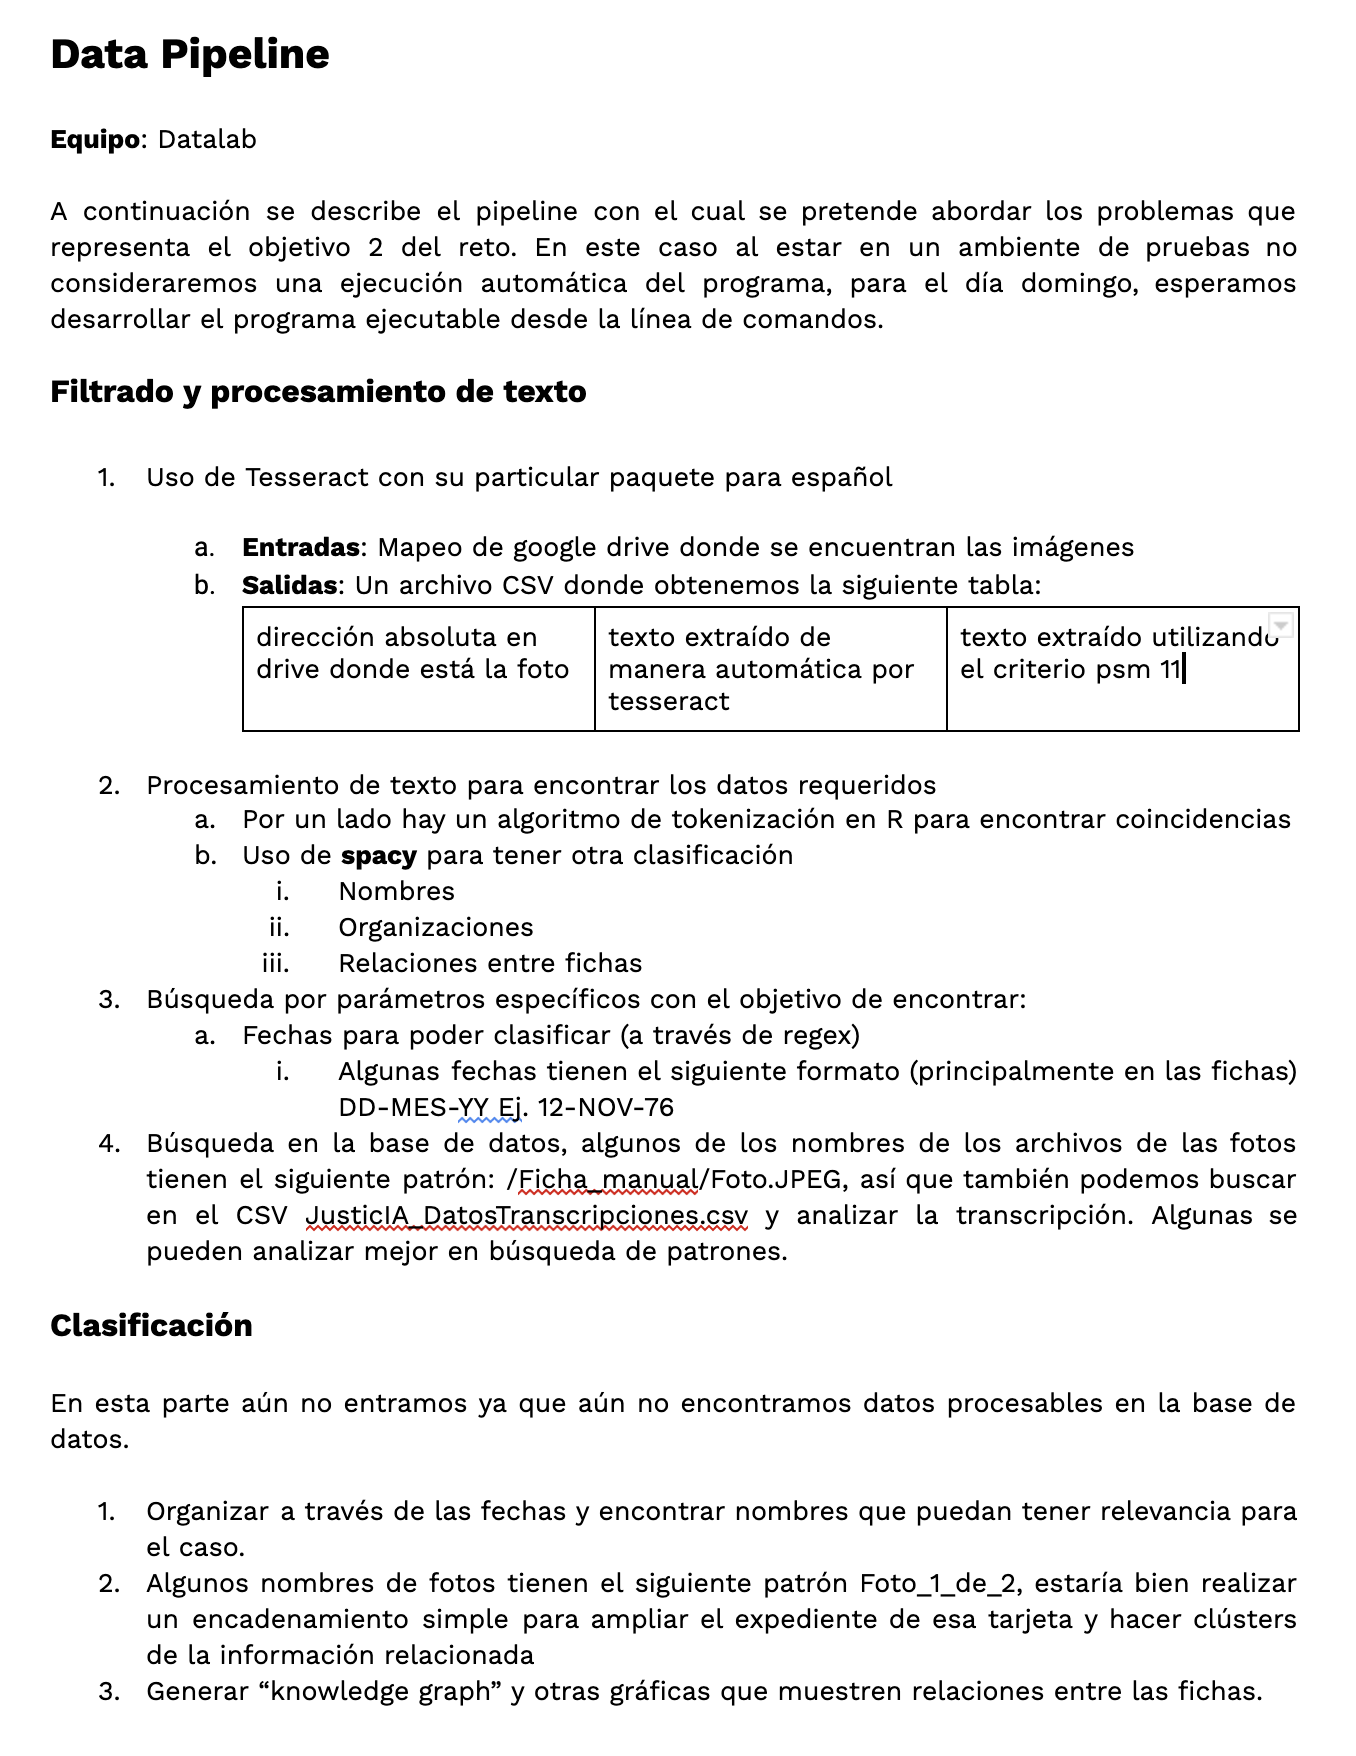 Data Pipeline
Equipo: Datalab
A continuación se describe el pipeline con el cual se pretende abordar los problemas que
representa el objetivo 2 del reto. En este caso al estar en un ambiente de pruebas no
consideraremos una ejecución automática del programa, para el día domingo, esperamos
desarrollar el programa ejecutable desde la línea de comandos.
Filtrado y procesamiento de texto
1. Uso de Tesseract con su particular paquete para español
a. Entradas: Mapeo de google drive donde se encuentran las imágenes
b. Salidas: Un archivo CSV donde obtenemos la siguiente tabla:
dirección absoluta en
drive donde está la foto
texto extraído de
manera automática por
tesseract
texto extraído utilizando
el criterio psm 11
2. Procesamiento de texto para encontrar los datos requeridos
a. Por un lado hay un algoritmo de tokenización en R para encontrar coincidencias
b. Uso de spacy para tener otra clasificación
i. Nombres
ii. Organizaciones
iii. Relaciones entre fichas
3. Búsqueda por parámetros específicos con el objetivo de encontrar:
a. Fechas para poder clasificar (a través de regex)
i. Algunas fechas tienen el siguiente formato (principalmente en las fichas)
DD-MES-YY Ej. 12-NOV-76
4. Búsqueda en la base de datos, algunos de los nombres de los archivos de las fotos
tienen el siguiente patrón: /Ficha_manual/Foto.JPEG, así que también podemos buscar
en el CSV JusticIA_DatosTranscripciones.csv y analizar la transcripción. Algunas se
pueden analizar mejor en búsqueda de patrones.
Clasificación
En esta parte aún no entramos ya que aún no encontramos datos procesables en la base de
datos.
1. Organizar a través de las fechas y encontrar nombres que puedan tener relevancia para
el caso.
2. Algunos nombres de fotos tienen el siguiente patrón Foto_1_de_2, estaría bien realizar
un encadenamiento simple para ampliar el expediente de esa tarjeta y hacer clústers
de la información relacionada
3. Generar “knowledge graph” y otras gráficas que muestren relaciones entre las fichas.